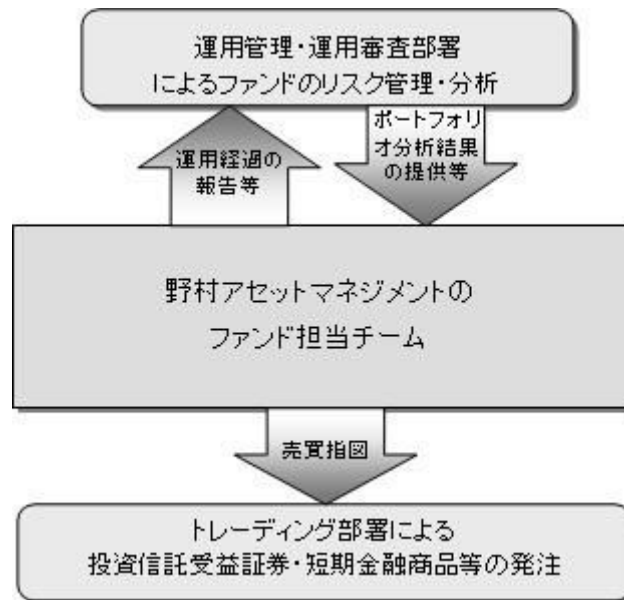 運用管理・運用審査部署
によるファンドのリスク管理・分析
運用経過の
報告等
ポートフォリ
オ分析結果
の提供等
野村アセットマネジメントの
ファンド担当チーム
売買指図
トレーディング部署による
投資信託受益証券・短期金融商品等の発注